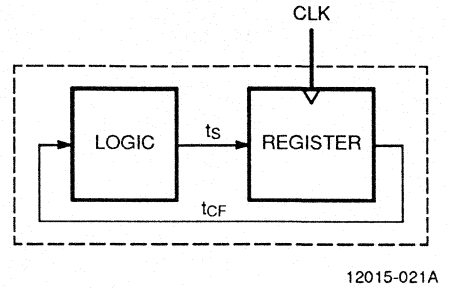 CLK
LOGIC
tS
REGISTER
tCF
12015-021A